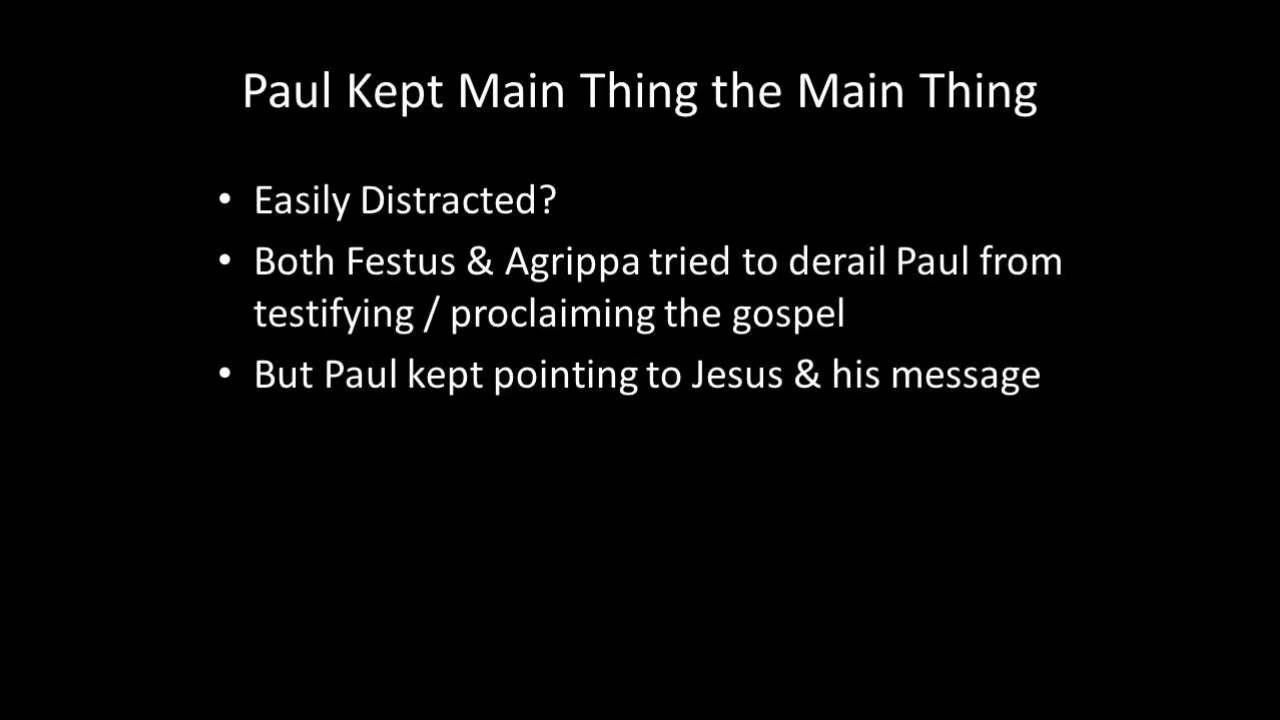 Paul Kept Main Thing the Main Thing
• Easily Distracted?
• Both Festus & Agrippa tried to derail Paul from
testifying / proclaiming the gospel
• But Paul kept pointing to Jesus & his message